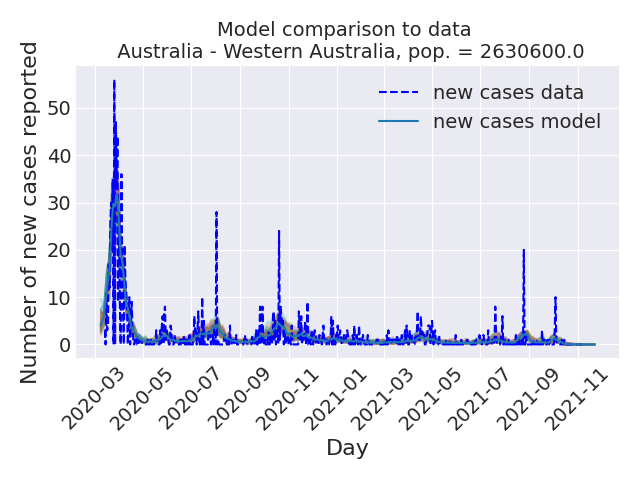 Model comparison to data
Australia - Western Australia, pop. = 2630600.0
Number of new cases reported
50
40
30
20
10
0
new cases data
new cases model
2020-03
2020-05
2020-07
2020-09
2020-11
2021-01
2021-03
2021-05
2021-07
2021-09
2021-11
Day